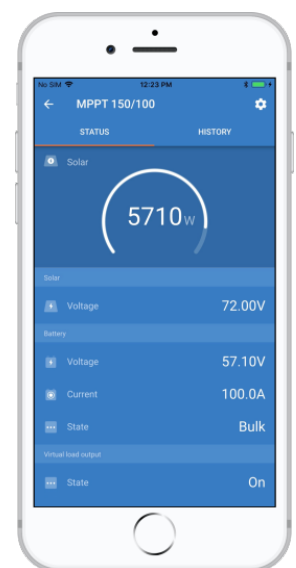 No SIM 12:23 PM
MPPT 150/100
STATUS HISTORY
Solar
5710W
Solar
Voltage 72.00V
Battery
Voltage 57.10V
Current 100.0A
State Bulk
Virtual load output
State On